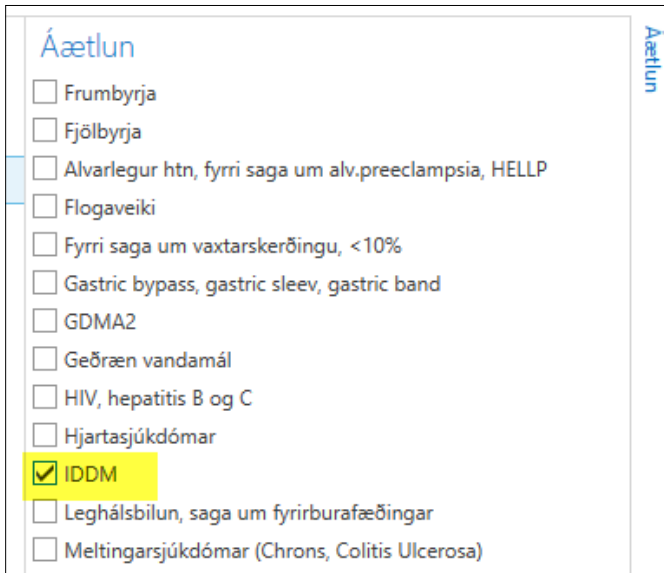 Áætlun
Frumbyrja
Fjölbyrja
Alvarlegur htn, fyrri saga um alv.preeclampsia, HELLP
Flogaveiki
Fyrri saga um vaxtarskerðingu, <10%
Gastric bypass, gastric sleev, gastric band
GDMA2
Geðræn vandamál
HIV, hepatitis B og C
Hjartasjúkdómar
IDDM
Leghálsbilun, saga um fyrirburafæðingar
Meltingarsjúkdómar (Chrons, Colitis Ulcerosa)
Áætlun